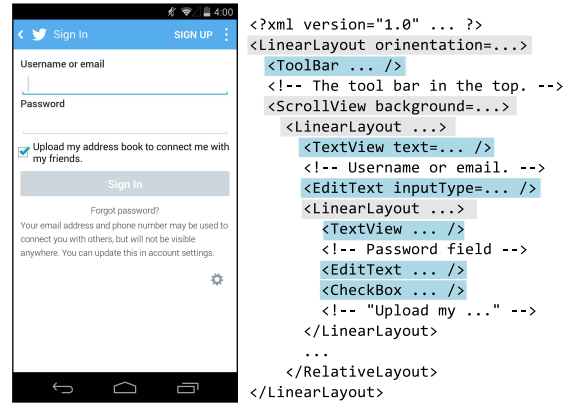 4:00
Sign In
SIGN UP
Username or email
Password
Upload my address book to connect me with
my friends.
Sign In
Forgot password?
Your email address and phone number may be used to
connect you with others, but will not be visible
anywhere. You can update this in account settings.
<?xml version="1.0" ... ?>
<LinearLayout orinentation=...>
<ToolBar ... />
<!-- The tool bar in the top. -->
<ScrollView background=...>
<LinearLayout ...>
<TextView text=... />
<!-- Username or email. -->
<EditText inputType=... />
<LinearLayout ...>
<TextView ... />
<!-- Password field -->
<EditText ... />
<CheckBox ... />
<!-- "Upload my ..." -->
</LinearLayout>
...
</RelativeLayout>
</LinearLayout>